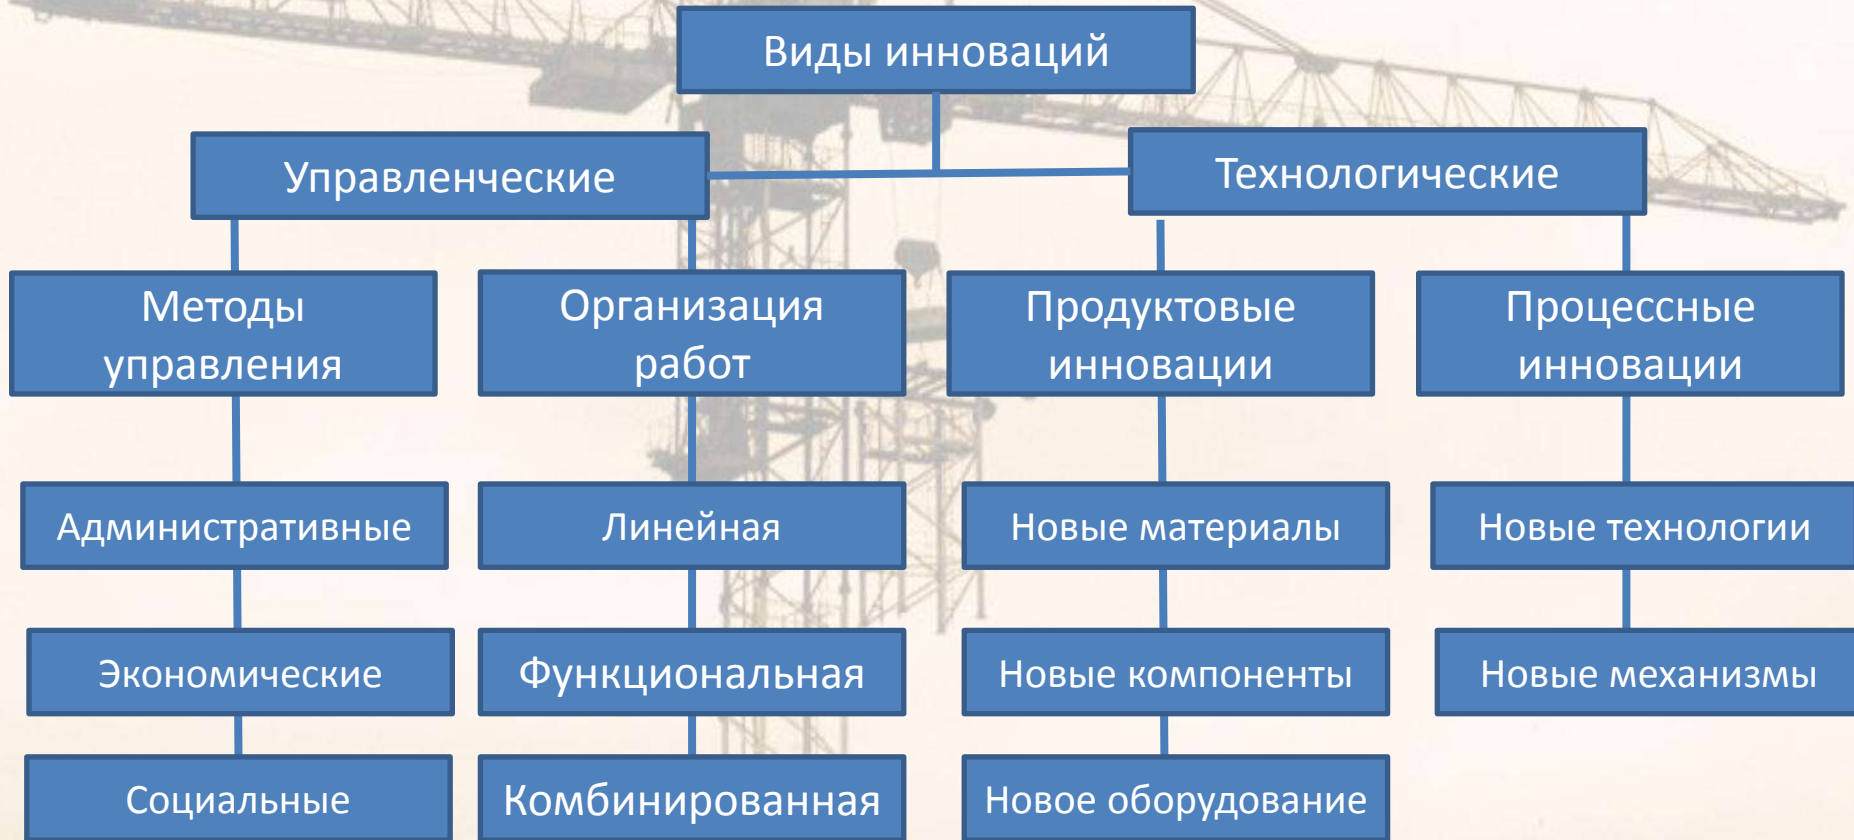 Виды инноваций
Управленческие
Технологические
Методы
управления
Организация
работ
Продуктовые
инновации
Процессные
инновации
Административные
Линейная
Новые материалы
Новые технологии
Экономические
Функциональная
Новые компоненты
Новые механизмы
Социальные
Комбинированная
Новое оборудование